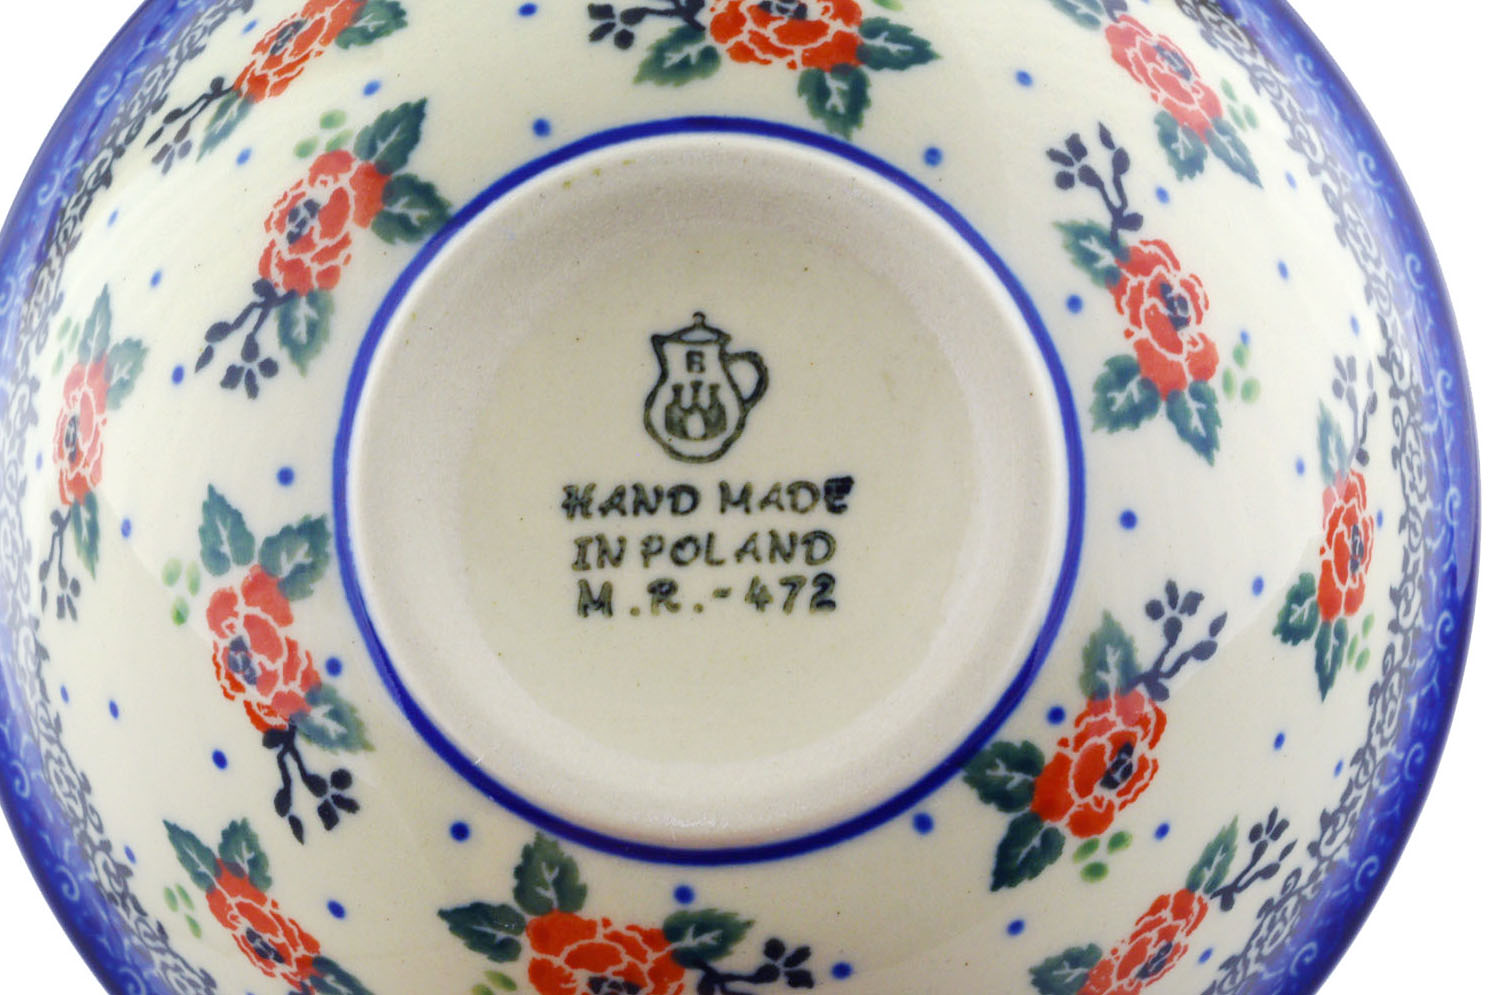 B
HAND MADE
IN POLAND
M.R.-472